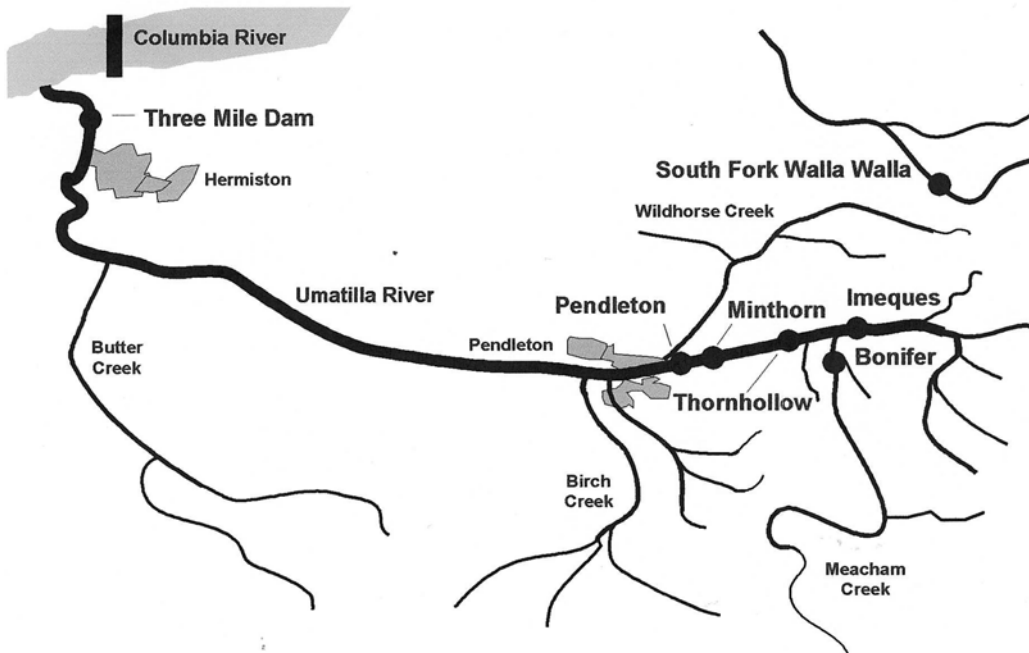 Columbia River
Three Mile Dam
Hermiston
South Fork Walla Walla
Wildhorse Creek
Umatilla River
Pendleton
Minthorn
Imeques
Butter
Creek
Pendleton
Bonifer
Thornhollow
Birch
Creek
Meacham
Creek